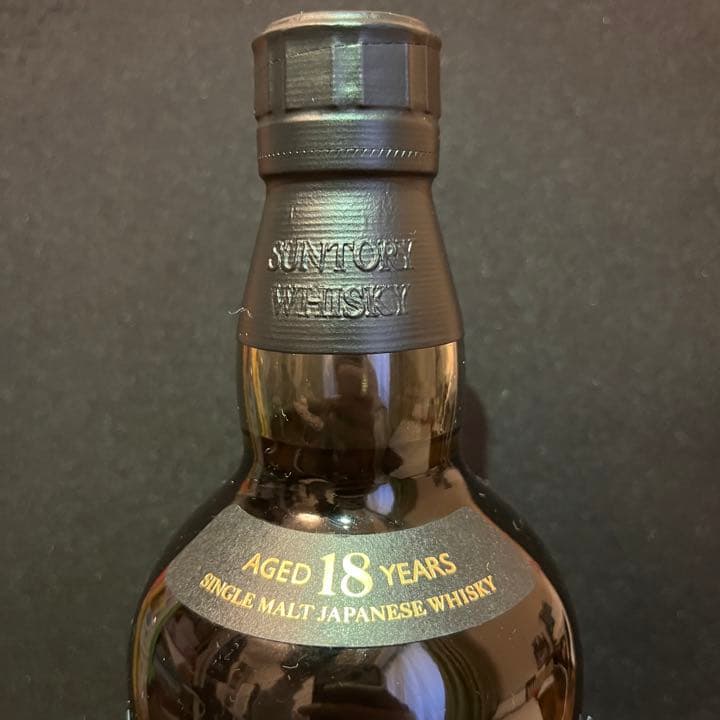 SUNTORY
WHISKY
AGED 18 YEARS
SINGLE MALT JAPANESE WHISKY